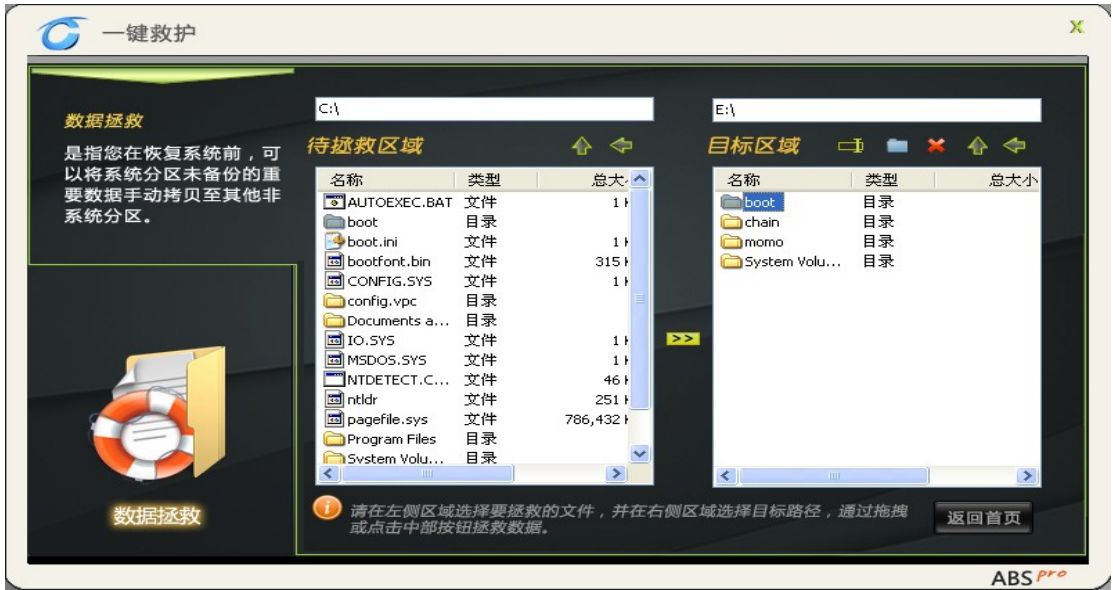 一键救护
X
数据拯救
是指您在恢复系统前，可
以将系统分区未备份的重
要数据手动拷贝至其他非
系统分区。
数据拯救
C:\
待拯救区域
名称 类型 总大
AUTOEXEC.BAT 文件 1
boot 目录
boot.ini 文件 1
bootfont.bin 文件 315
CONFIG.SYS 文件 1
config.vpc 目录
Documents a... 目录
IO.SYS 文件 1
MSDOS.SYS 文件 1
NTDETECT.C... 文件 46
ntldr 文件 251
pagefile.sys 文件 786,432
Program Files 目录
System Volu... 目录
>>
E:\
目标区域
名称 类型 总大小
boot 目录
chain 目录
momo 目录
System Volu... 目录
请在左侧区域选择要拯救的文件，并在右侧区域选择目标路径，通过拖拽
或点击中部按钮拯救数据。
返回首页
ABS Pro